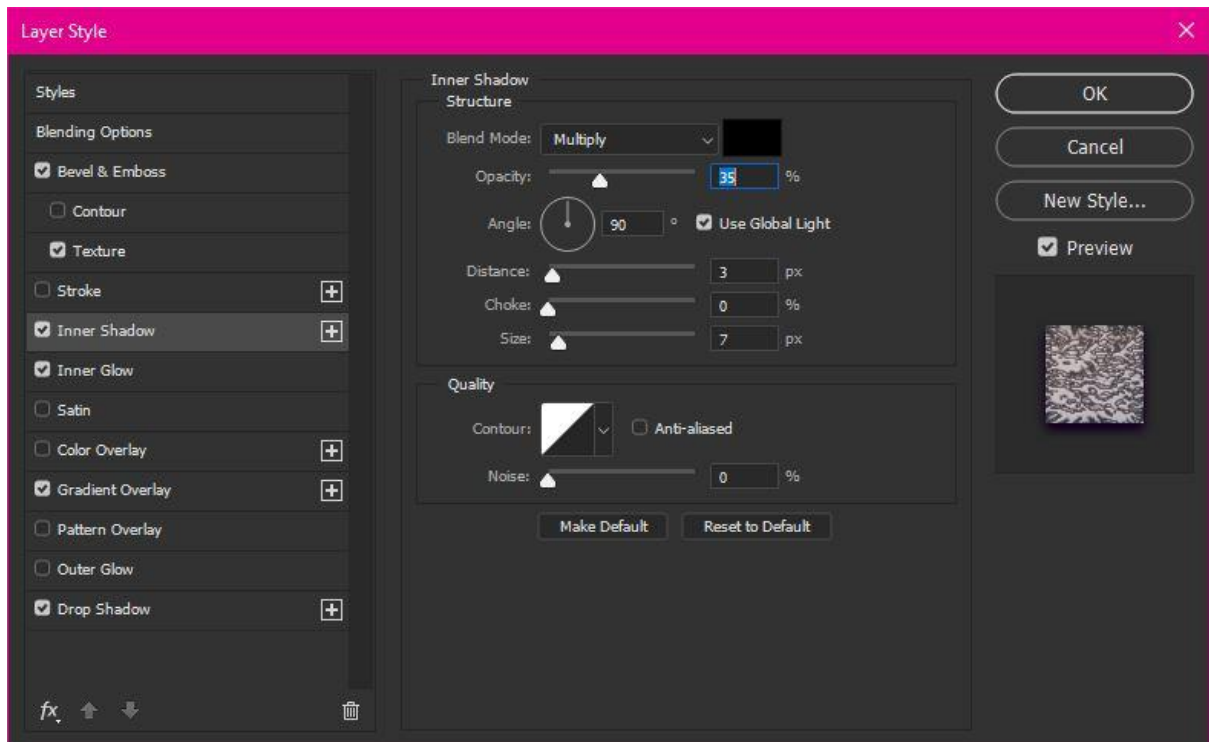 Layer Style
Styles
Blending Options
Bevel & Emboss
Contour
Texture
Stroke
Inner Shadow
Inner Glow
Satin
Color Overlay
Gradient Overlay
Pattern Overlay
Outer Glow
Drop Shadow
fx
Inner Shadow
Structure
Blend Mode: Multiply
Opacity: 35 %
Angle: 90 ° Use Global Light
Distance: 3 px
Choke: 0 %
Size: 7 px
Quality
Contour: Anti-aliased
Noise: 0 %
Make Default Reset to Default
OK
Cancel
New Style...
Preview